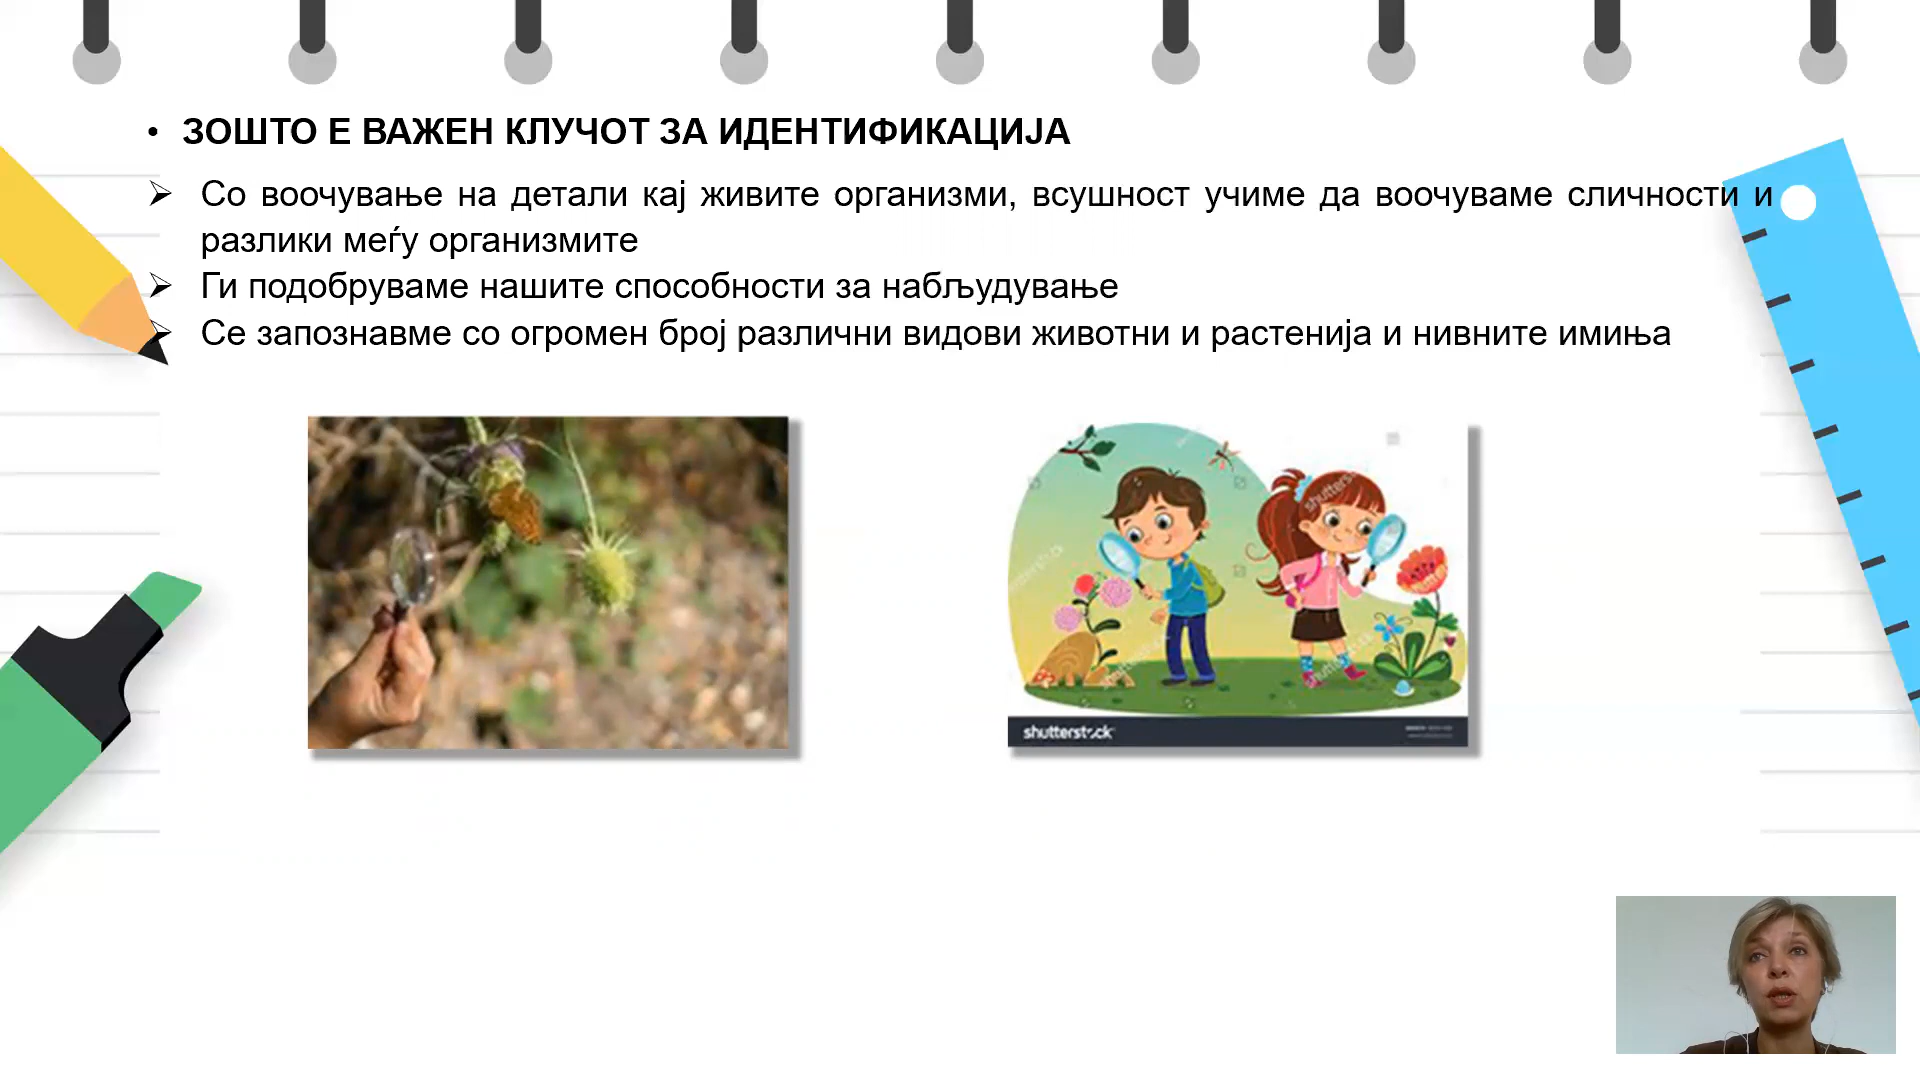 • ЗОШТО Е ВАЖЕН КЛУЧОТ ЗА ИДЕНТИФИКАЦИЈА
➢ Со воочување на детали кај живите организми, всушност учиме да воочуваме сличности и
разлики меѓу организмите
➢ Ги подобруваме нашите способности за набљудување
➢ Се запознавме со огромен број различни видови животни и растенија и нивните имиња
shutterstock